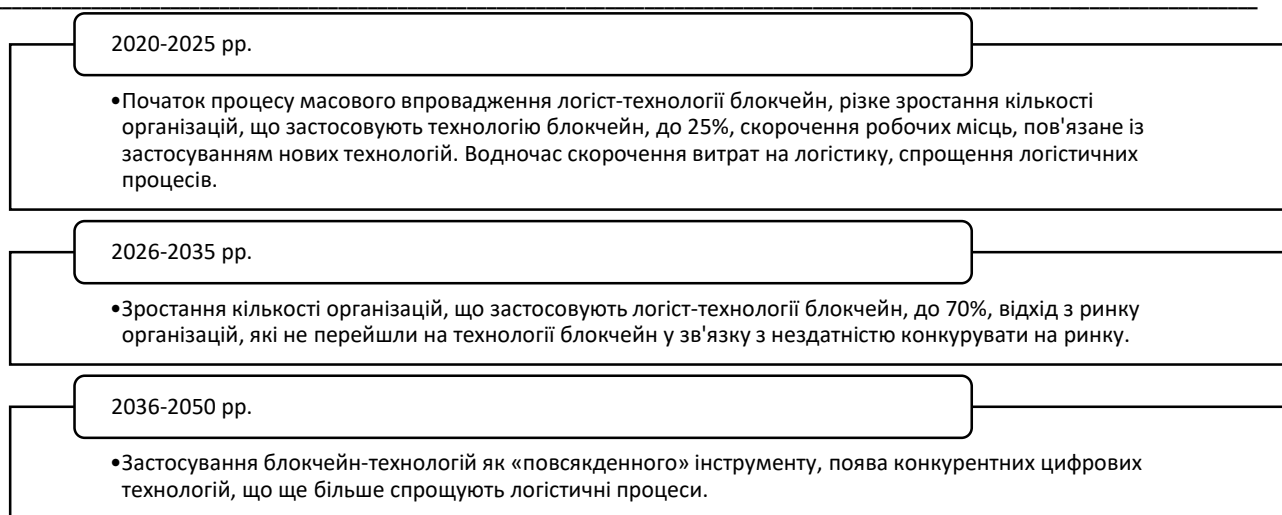 2020-2025 рр.
•Початок процесу масового впровадження логіст-технології блокчейн, різке зростання кількості
організацій, що застосовують технологію блокчейн, до 25%, скорочення робочих місць, пов'язане із
застосуванням нових технологій. Водночас скорочення витрат на логістику, спрощення логістичних
процесів.
2026-2035 рр.
•Зростання кількості організацій, що застосовують логіст-технології блокчейн, до 70%, відхід з ринку
організацій, які не перейшли на технології блокчейн у зв'язку з нездатністю конкурувати на ринку.
2036-2050 рр.
•Застосування блокчейн-технологій як «повсякденного» інструменту, поява конкурентних цифрових
технологій, що ще більше спрощують логістичні процеси.